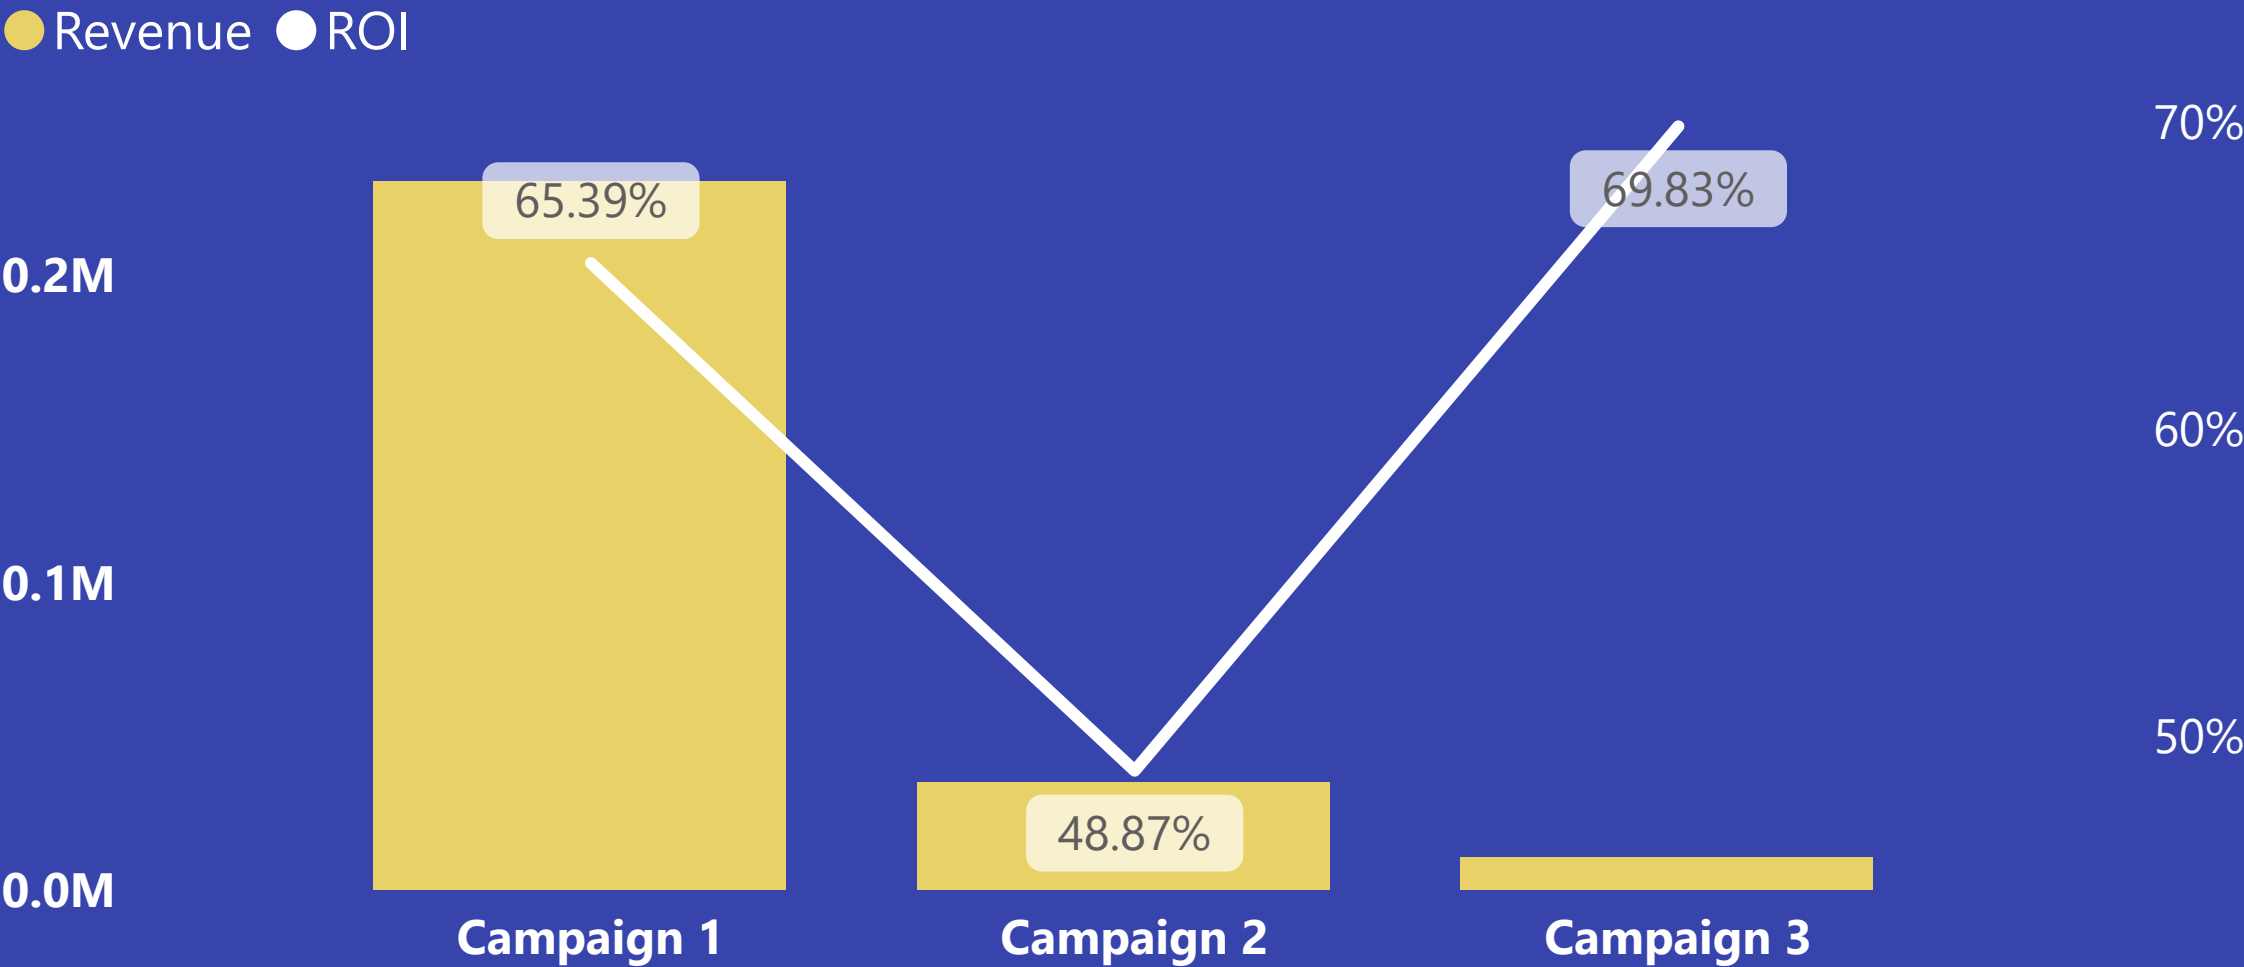 Revenue ROI
70%
65.39%
69.83%
0.2M
60%
0.1M
50%
48.87%
0.0M
Campaign 1 Campaign 2 Campaign 3